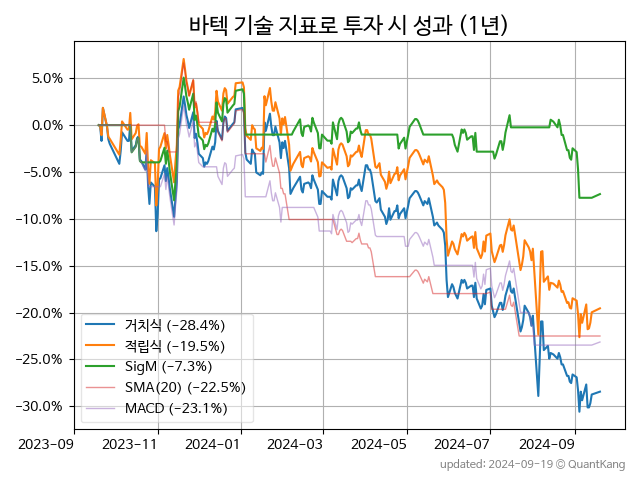 바텍 기술 지표로 투자 시 성과 (1년)
5.0%
0.0%
−5.0%
−10.0%
−15.0%
−20.0%
−25.0%
−30.0%
거치식 (−28.4%)
적립식 (−19.5%)
SigM (−7.3%)
SMA(20) (−22.5%)
MACD (−23.1%)
2023−09 2023−11 2024−01 2024−03 2024−05 2024−07 2024−09
updated: 2024−09−19 © QuantKang